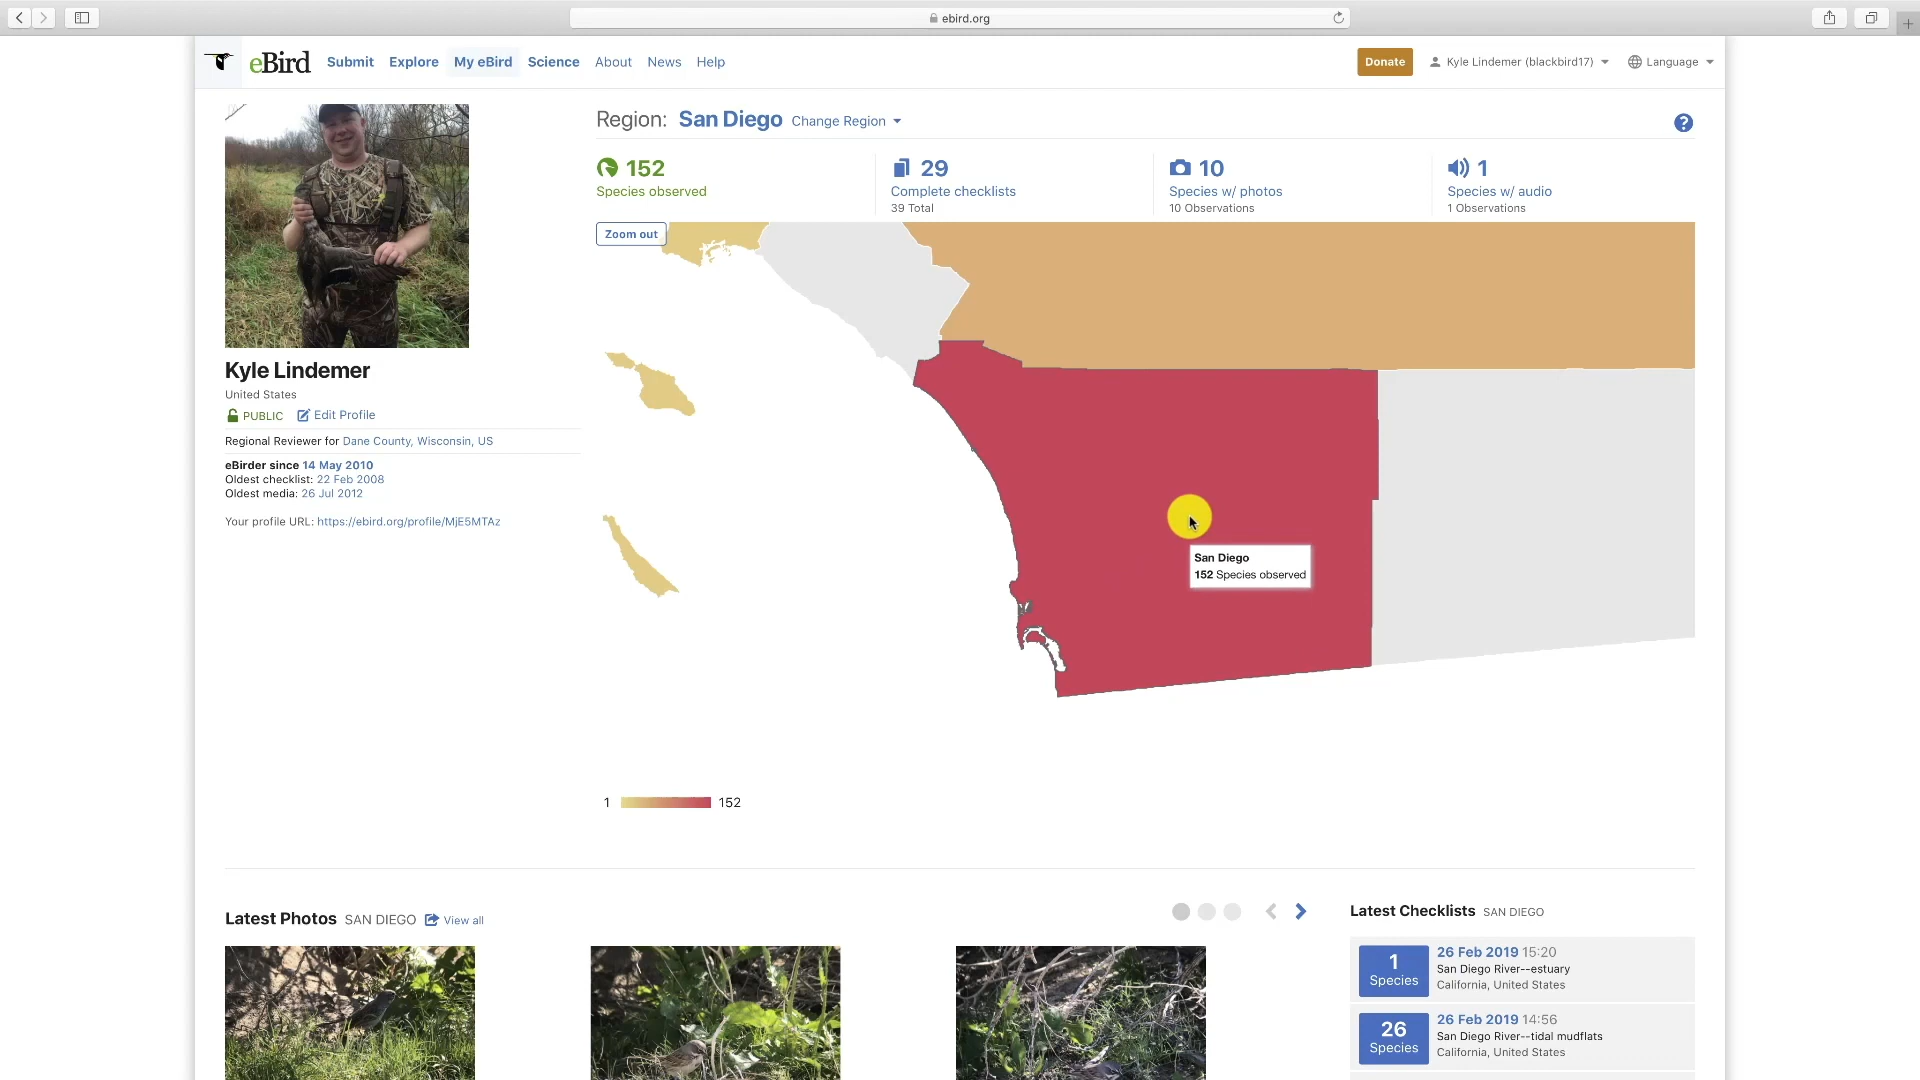 ebird.org
eBird Submit Explore My eBird Science About News Help
Donate Kyle Lindemer (blackbird17) Language
Region: San Diego Change Region
?
152
Species observed
29
Complete checklists
39 Total
10
Species w/ photos
10 Observations
1
Species w/ audio
1 Observations
Zoom out
San Diego
152 Species observed
1 152
Kyle Lindemer
United States
PUBLIC Edit Profile
Regional Reviewer for Dane County, Wisconsin, US
eBirder since 14 May 2010
Oldest checklist: 22 Feb 2008
Oldest media: 26 Jul 2012
Your profile URL: https://ebird.org/profile/MjE5MTAz
Latest Photos SAN DIEGO View all
Latest Checklists SAN DIEGO
1
Species
26 Feb 2019 15:20
San Diego River--estuary
California, United States
26
Species
26 Feb 2019 14:56
San Diego River--tidal mudflats
California, United States